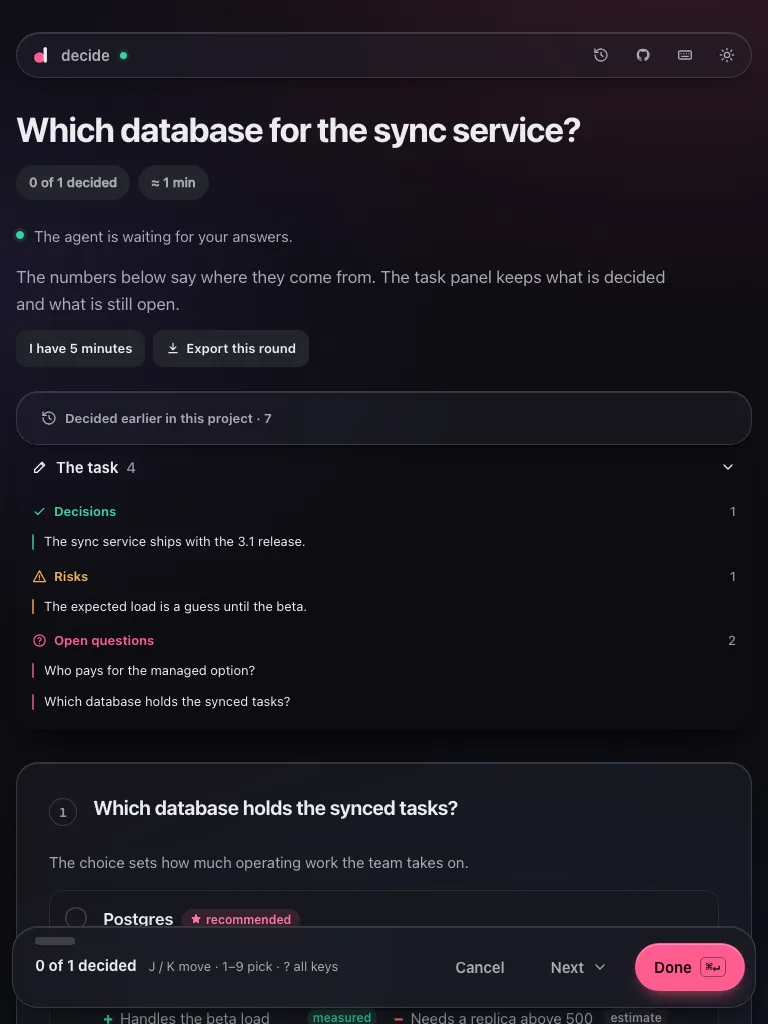 decide
Which database for the sync service?
0 of 1 decided ≈ 1 min
The agent is waiting for your answers.
The numbers below say where they come from. The task panel keeps what is decided
and what is still open.
I have 5 minutes Export this round
Decided earlier in this project · 7
The task 4
Decisions 1
The sync service ships with the 3.1 release.
Risks 1
The expected load is a guess until the beta.
Open questions 2
Who pays for the managed option?
Which database holds the synced tasks?
1 Which database holds the synced tasks?
The choice sets how much operating work the team takes on.
Postgres ★ recommended
0 of 1 decided J / K move · 1–9 pick · ? all keys Cancel Next Done ⌘↵
+ Handles the beta load measured − Needs a replica above 500 estimate